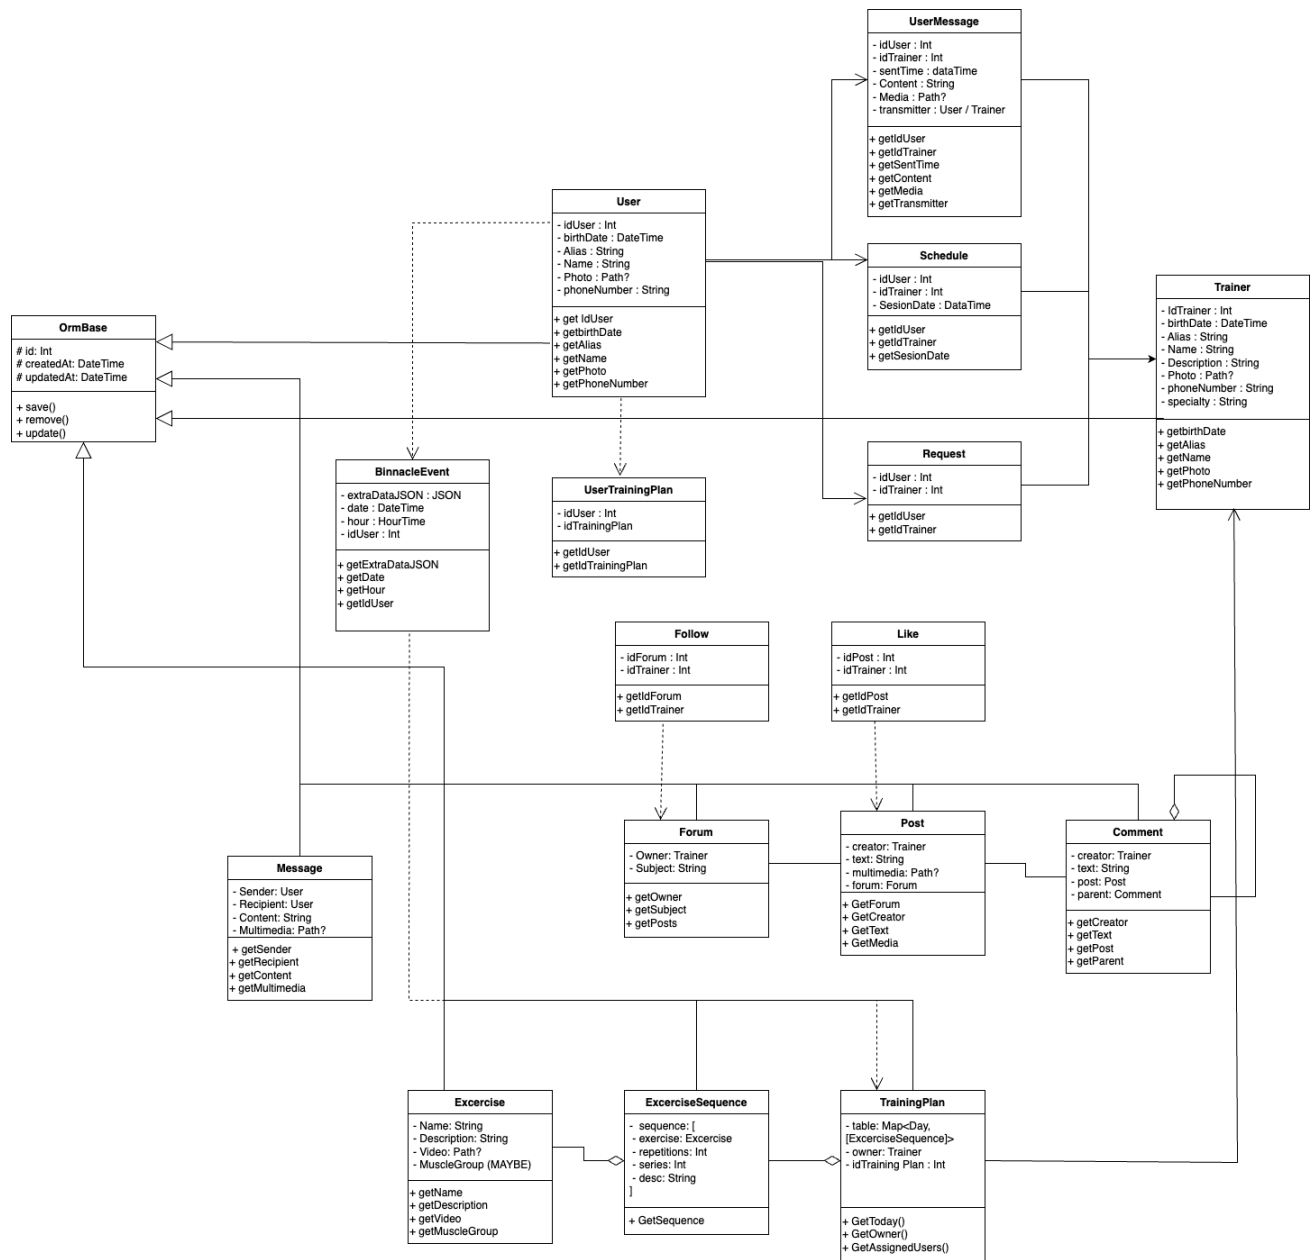 UserMessage
- idUser : Int
- idTrainer : Int
- sentTime : dataTime
- Content : String
- Media : Path?
- transmitter : User / Trainer
+ getIdUser
+ getIdTrainer
+ getSentTime
+ getContent
+ getMedia
+ getTransmitter
User
- idUser : Int
- birthDate : DateTime
- Alias : String
- Name : String
- Photo : Path?
- phoneNumber : String
+ get IdUser
+ getbirthDate
+ getAlias
+ getName
+ getPhoto
+ getPhoneNumber
Schedule
- idUser : Int
- idTrainer : Int
- SesionDate : DataTime
+ getIdUser
+ getIdTrainer
+ getSesionDate
Trainer
- IdTrainer : Int
- birthDate : DateTime
- Alias : String
- Name : String
- Description : String
- Photo : Path?
- phoneNumber : String
- specialty : String
+ getbirthDate
+ getAlias
+ getName
+ getPhoto
+ getPhoneNumber
OrmBase
# id: Int
# createdAt: DateTime
# updatedAt: DateTime
+ save()
+ remove()
+ update()
BinnacleEvent
- extraDataJSON : JSON
- date : DateTime
- hour : HourTime
- idUser : Int
+ getExtraDataJSON
+ getDate
+ getHour
+ getIdUser
UserTrainingPlan
- idUser : Int
- idTrainingPlan
+ getIdUser
+ getIdTrainingPlan
Request
- idUser : Int
- idTrainer : Int
+ getIdUser
+ getIdTrainer
Follow
- idForum : Int
- idTrainer : Int
+ getIdForum
+ getIdTrainer
Like
- idPost : Int
- idTrainer : Int
+ getIdPost
+ getIdTrainer
Message
- Sender: User
- Recipient: User
- Content: String
- Multimedia: Path?
+ getSender
+ getRecipient
+ getContent
+ getMultimedia
Forum
- Owner: Trainer
- Subject: String
+ getOwner
+ getSubject
+ getPosts
Post
- creator: Trainer
- text: String
- multimedia: Path?
- forum: Forum
+ GetForum
+ GetCreator
+ GetText
+ GetMedia
Comment
- creator: Trainer
- text: String
- post: Post
- parent: Comment
+ getCreator
+ getText
+ getPost
+ getParent
Excercise
- Name: String
- Description: String
- Video: Path?
- MuscleGroup (MAYBE)
+ getName
+ getDescription
+ getVideo
+ getMuscleGroup
ExcerciseSequence
- sequence: [
- exercise: Excercise
- repetitions: Int
- series: Int
- desc: String
]
+ GetSequence
TrainingPlan
- table: Map<Day,
[ExcerciseSequence]>
- owner: Trainer
- idTraining Plan : Int
+ GetToday()
+ GetOwner()
+ GetAssignedUsers()